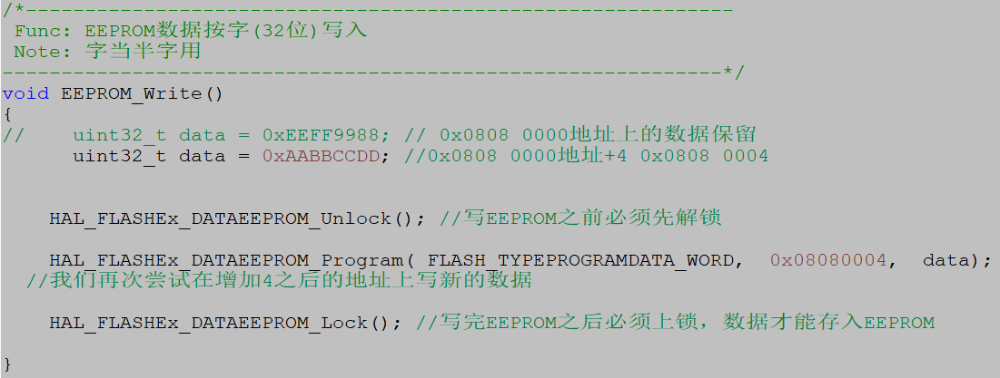 /*------------------------------------------------------------
Func: EEPROM数据按字(32位)写入
Note: 字当半字用
-------------------------------------------------------------*/
void EEPROM_Write()
{
//    uint32_t data = 0xEEFF9988; // 0x0808 0000地址上的数据保留
uint32_t data = 0xAABBCCDD; //0x0808 0000地址+4 0x0808 0004
HAL_FLASHEx_DATAEEPROM_Unlock(); //写EEPROM之前必须先解锁
HAL_FLASHEx_DATAEEPROM_Program( FLASH_TYPEPROGRAMDATA_WORD,  0x08080004,  data);
//我们再次尝试在增加4之后的地址上写新的数据
HAL_FLASHEx_DATAEEPROM_Lock(); //写完EEPROM之后必须上锁，数据才能存入EEPROM
}